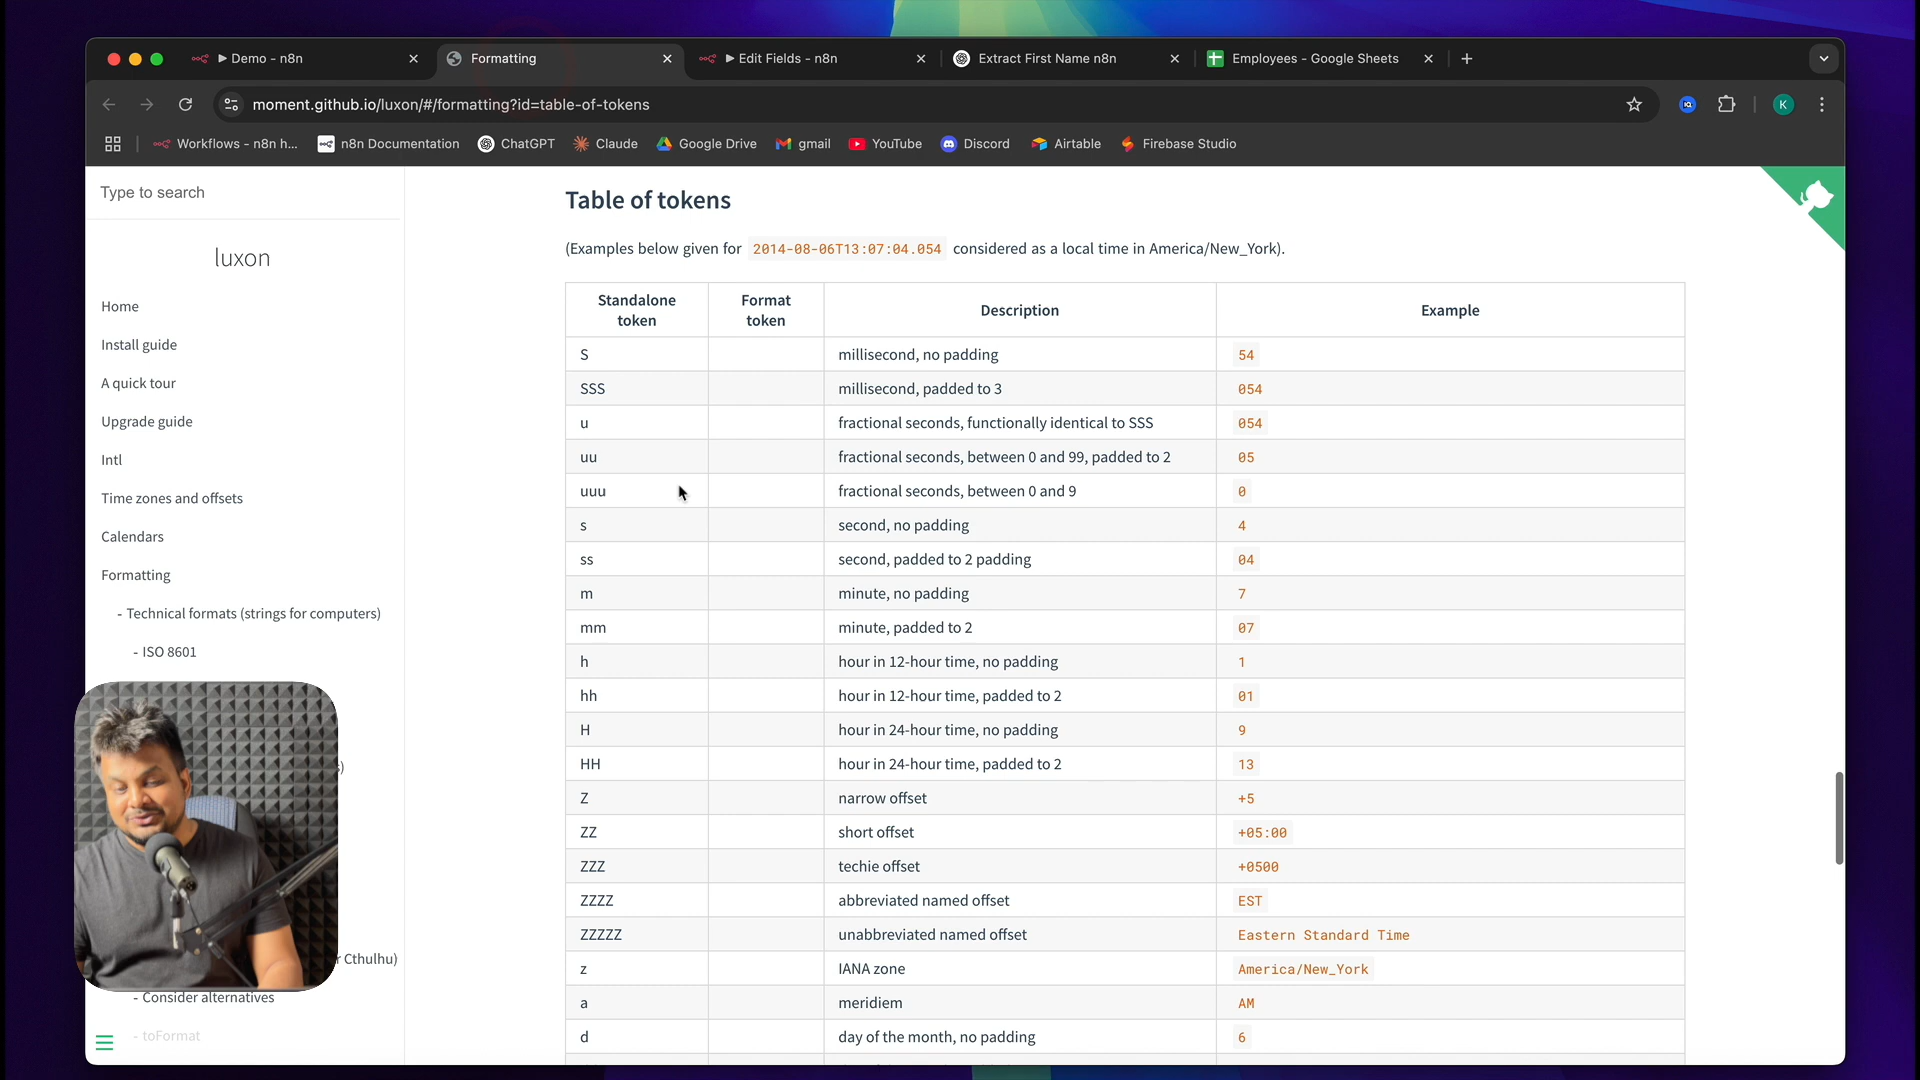 Demo - n8n
Formatting
Edit Fields - n8n
Extract First Name n8n
Employees - Google Sheets
moment.github.io/luxon/#/formatting?id=table-of-tokens
K
Workflows - n8n h...
n8n Documentation
ChatGPT
Claude
Google Drive
gmail
YouTube
Discord
Airtable
Firebase Studio
Type to search
luxon
Home
Install guide
A quick tour
Upgrade guide
Intl
Time zones and offsets
Calendars
Formatting
- Technical formats (strings for computers)
- ISO 8601
s)
r Cthulhu)
- Consider alternatives
- toFormat
Table of tokens
(Examples below given for 2014-08-06T13:07:04.054 considered as a local time in America/New_York).
Standalone token Format token Description Example
S millisecond, no padding 54
SSS millisecond, padded to 3 054
u fractional seconds, functionally identical to SSS 054
uu fractional seconds, between 0 and 99, padded to 2 05
uuu fractional seconds, between 0 and 9 0
s second, no padding 4
ss second, padded to 2 padding 04
m minute, no padding 7
mm minute, padded to 2 07
h hour in 12-hour time, no padding 1
hh hour in 12-hour time, padded to 2 01
H hour in 24-hour time, no padding 9
HH hour in 24-hour time, padded to 2 13
Z narrow offset +5
ZZ short offset +05:00
ZZZ techie offset +0500
ZZZZ abbreviated named offset EST
ZZZZZ unabbreviated named offset Eastern Standard Time
z IANA zone America/New_York
a meridiem AM
d day of the month, no padding 6